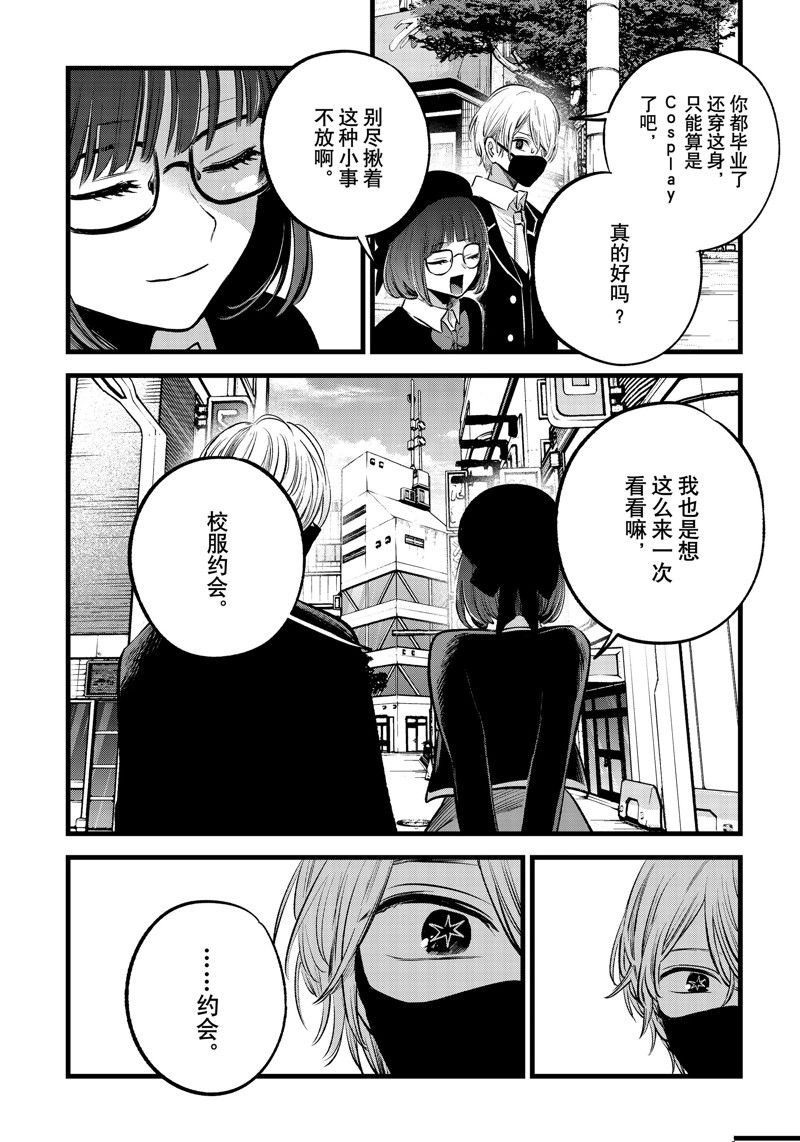 你都毕业了
还穿这身，
只能算是
Cosplay
了吧，
真的好吗？
别尽揪着
这种小事
不放啊。
我也是想
这么来一次
看看嘛，
校服约会。
……约会。